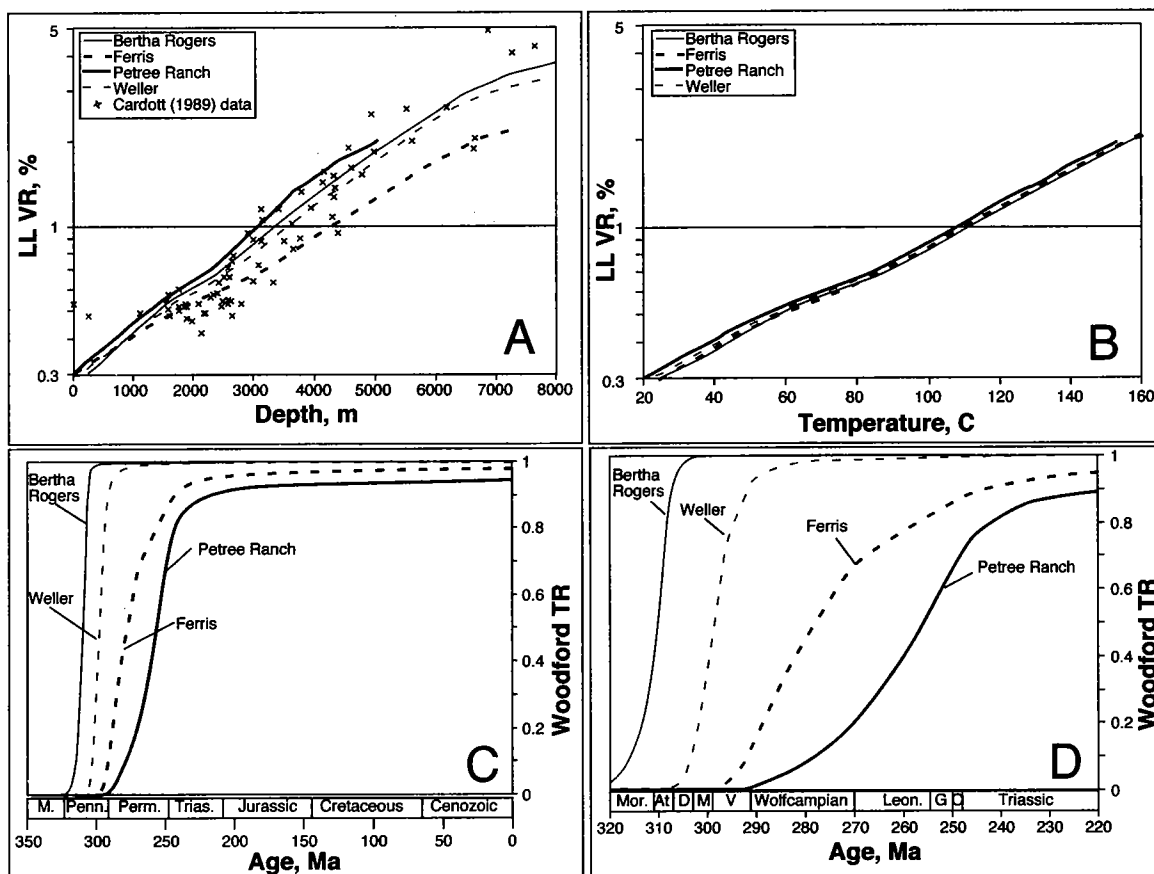 5
Bertha Rogers
Ferris
Petree Ranch
Weller
Cardott (1989) data
LL VR, %
1
0.3
A
0 1000 2000 3000 4000 5000 6000 7000 8000
Depth, m
5
Bertha Rogers
Ferris
Petree Ranch
Weller
LL VR, %
1
0.3
B
20 40 60 80 100 120 140 160
Temperature, C
Bertha
Rogers
Weller
Petree Ranch
Ferris
1
0.8
0.6
0.4
0.2
0
Woodford TR
C
M. Penn. Perm. Trias. Jurassic Cretaceous Cenozoic
350 300 250 200 150 100 50 0
Age, Ma
Bertha
Rogers
Weller
Ferris
Petree Ranch
1
0.8
0.6
0.4
0.2
0
Woodford TR
D
Mor. At D M V Wolfcampian Leon. G O Triassic
320 310 300 290 280 270 260 250 240 230 220
Age, Ma